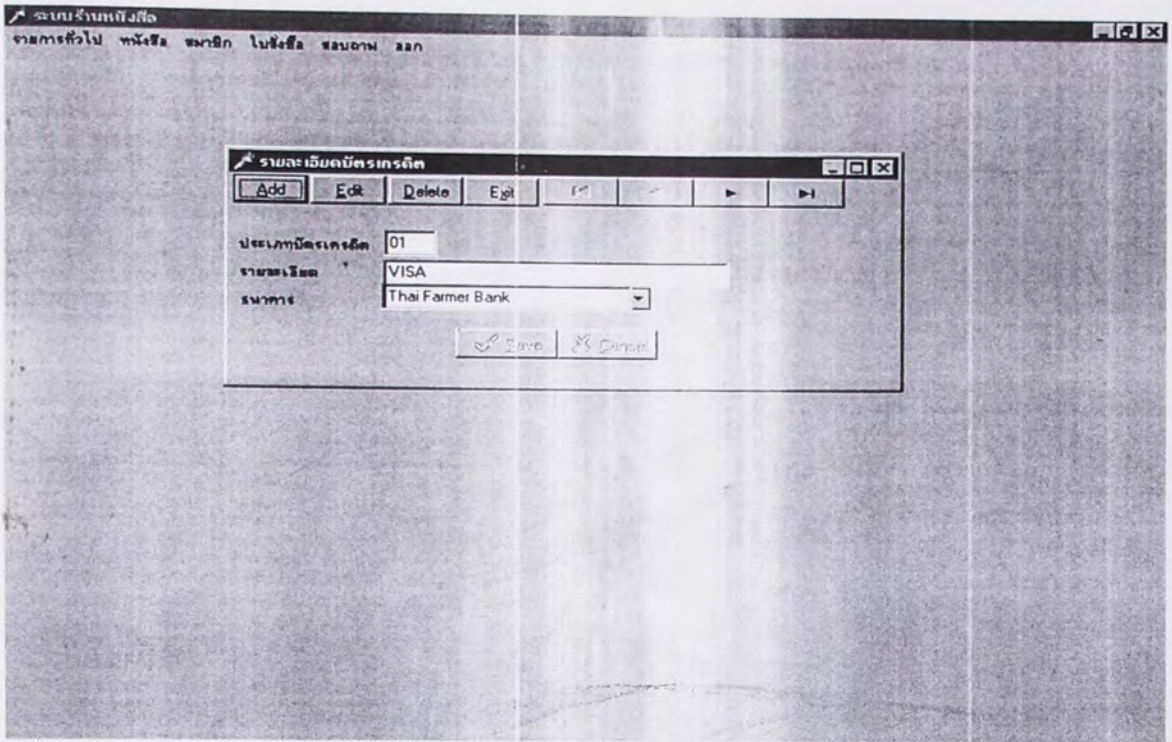 ระบบร้านหนังสือ
รายการทั่วไป หนังสือ สมาชิก ใบสั่งซื้อ สอบถาม ออก
รายละเอียดบัตรเครดิต
Add Edit Delete Exit
ประเภทบัตรเครดิต 01
รายละเอียด VISA
ธนาคาร Thai Farmer Bank
Save Cancel